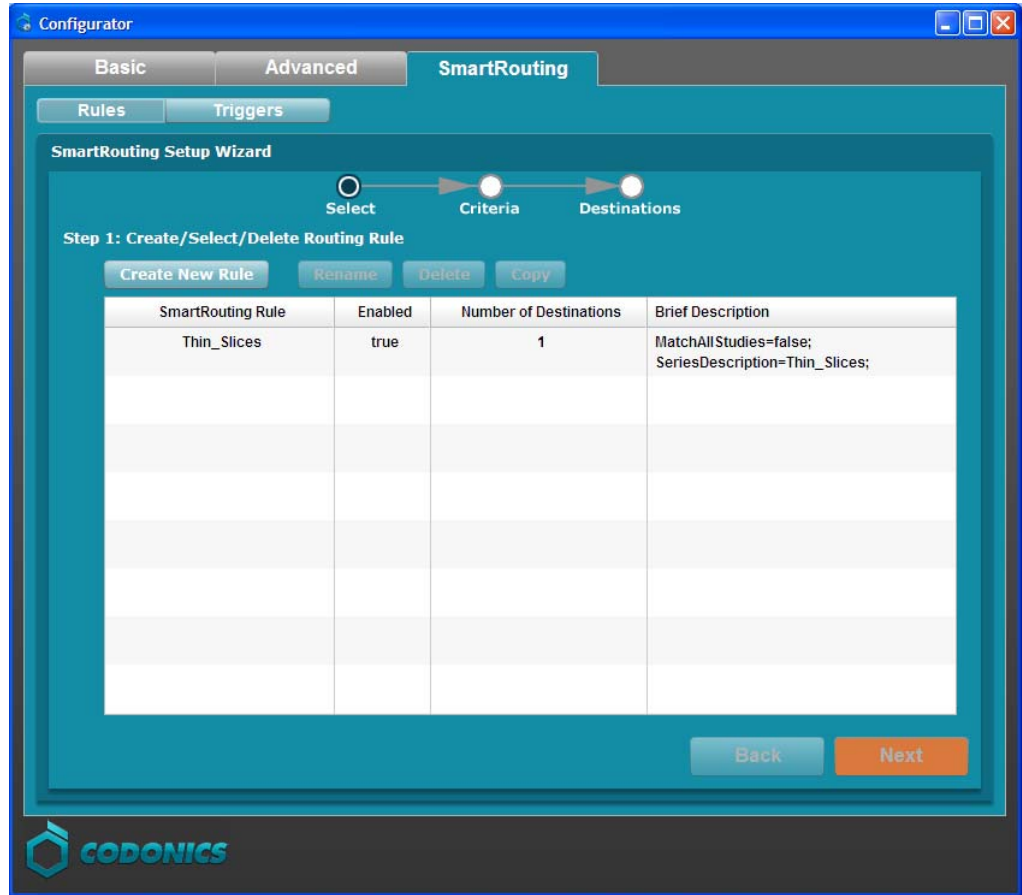 Configurator
Basic Advanced SmartRouting
Rules Triggers
SmartRouting Setup Wizard
Select Criteria Destinations
Step 1: Create/Select/Delete Routing Rule
Create New Rule Rename Delete Copy
SmartRouting Rule Enabled Number of Destinations Brief Description
Thin_Slices true 1 MatchAllStudies=false;
SeriesDescription=Thin_Slices;
Back Next
CODONICS